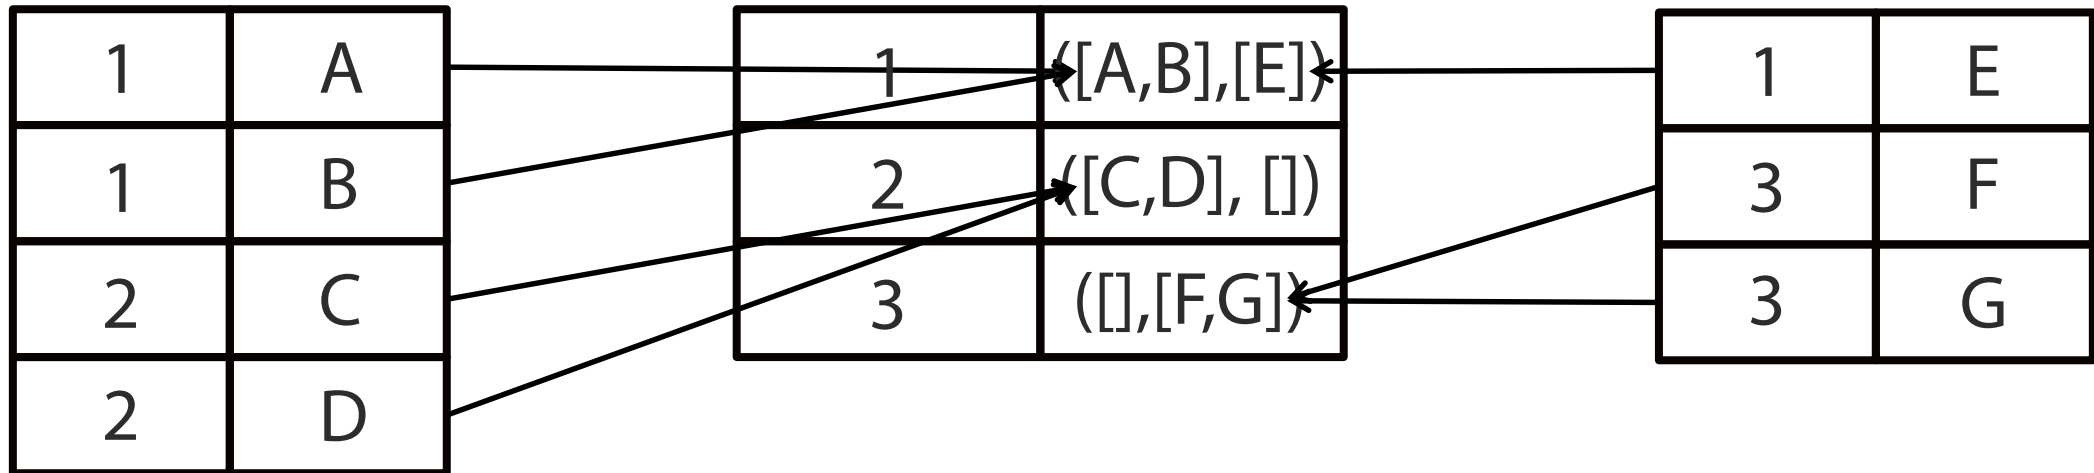 1 A 1 ([A,B],[E]) 1 E
1 B 2 ([C,D], []) 3 F
2 C 3 ([],[F,G]) 3 G
2 D